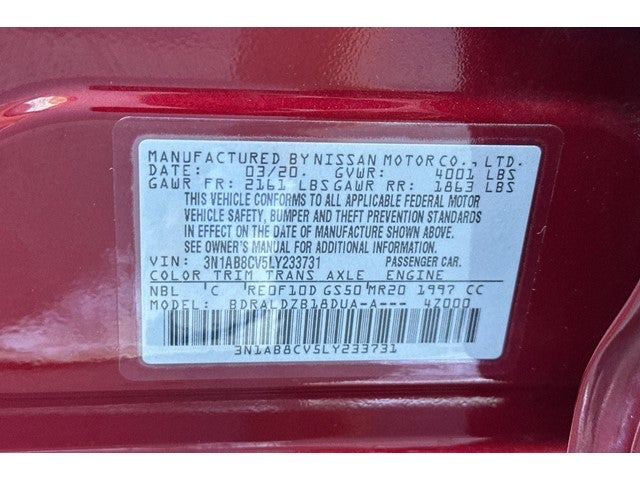 MANUFACTURED BY NISSAN MOTOR CO., LTD.
DATE: 03/20. GVWR: 4001 LBS
GAWR FR: 2161 LBS GAWR RR: 1863 LBS
THIS VEHICLE CONFORMS TO ALL APPLICABLE FEDERAL MOTOR
VEHICLE SAFETY, BUMPER AND THEFT PREVENTION STANDARDS
IN EFFECT ON THE DATE OF MANUFACTURE SHOWN ABOVE.
SEE OWNER'S MANUAL FOR ADDITIONAL INFORMATION.
VIN: 3N1AB8CV5LY233731 PASSENGER CAR.
COLOR TRIM TRANS AXLE ENGINE
NBL C RE0F10D GS50 MR20 1997 CC
MODEL: BDRALDZB18DUA-A--- 47000
3N1AB8CV5LY233731